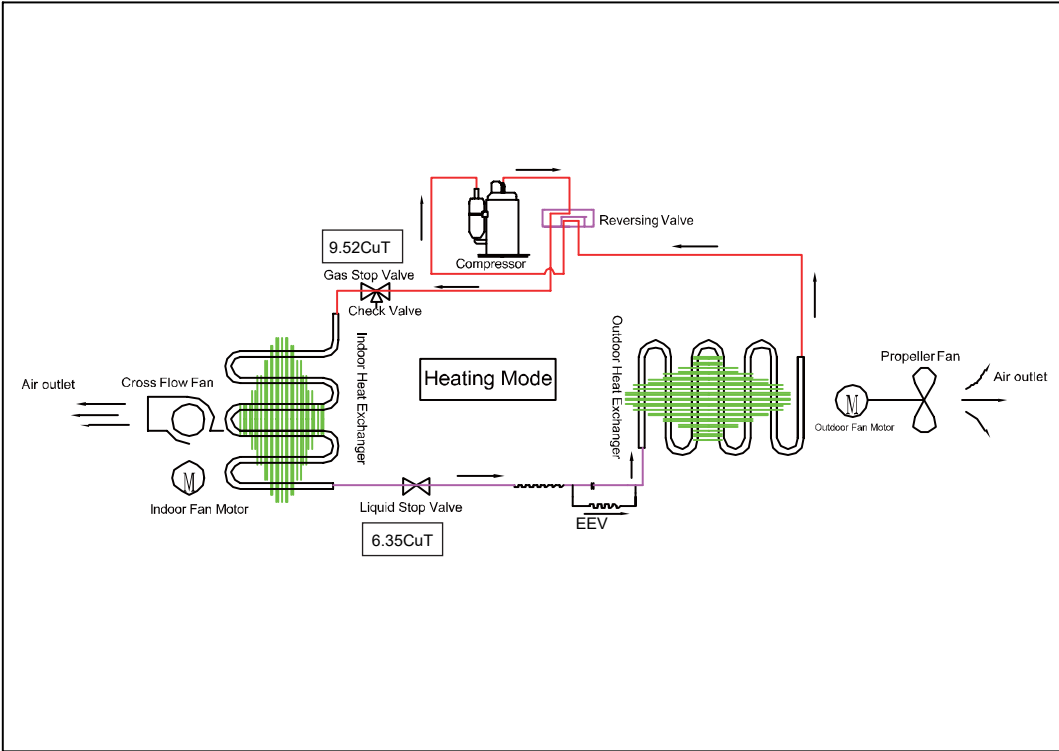 Reversing Valve
Compressor
9.52CuT
Gas Stop Valve
Check Valve
Indoor Heat Exchanger
Outdoor Heat Exchanger
Heating Mode
Propeller Fan
Air outlet
Cross Flow Fan
Air outlet
M
Outdoor Fan Motor
M
Indoor Fan Motor
Liquid Stop Valve
EEV
6.35CuT